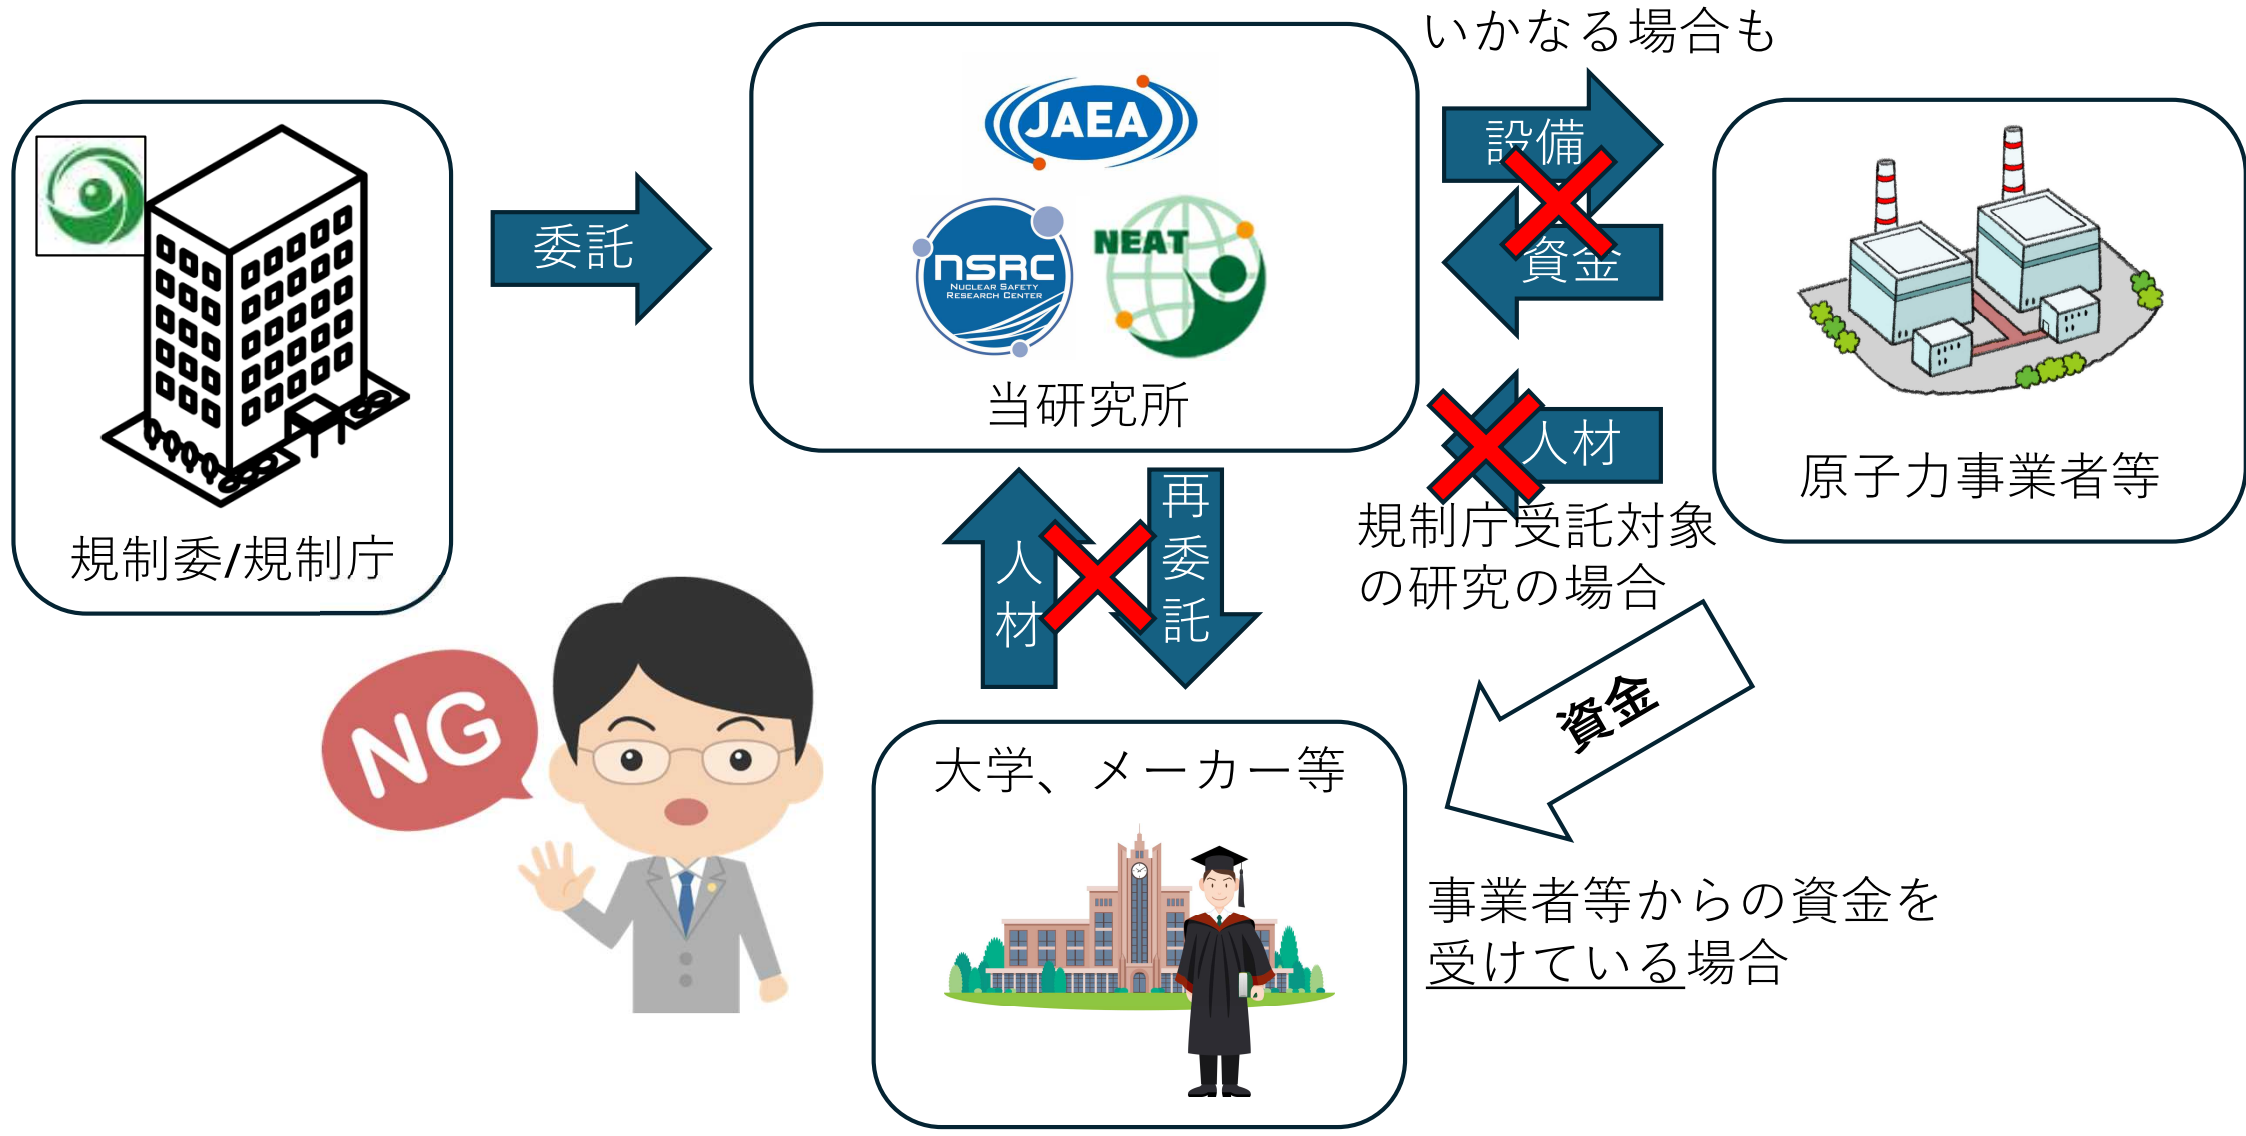 いかなる場合も
JAEA
設備
委託
NEAT
NSRC
NUCLEAR SAFETY
RESEARCH CENTER
資金
当研究所
人材
原子力事業者等
規制委/規制庁
規制庁受託対象
の研究の場合
人材
再委託
資金
NG
大学、メーカー等
事業者等からの資金を
受けている場合